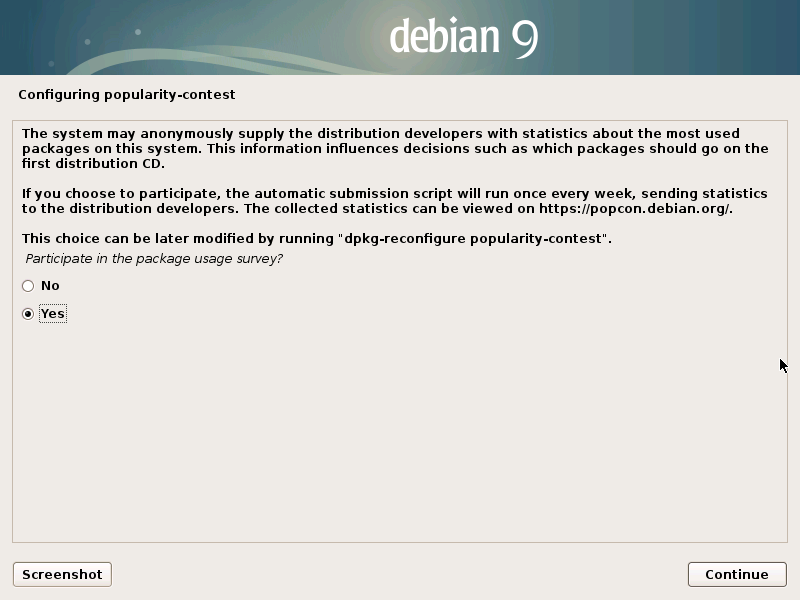 debian 9
Configuring popularity-contest
The system may anonymously supply the distribution developers with statistics about the most used
packages on this system. This information influences decisions such as which packages should go on the
first distribution CD.
If you choose to participate, the automatic submission script will run once every week, sending statistics
to the distribution developers. The collected statistics can be viewed on https://popcon.debian.org/.
This choice can be later modified by running "dpkg-reconfigure popularity-contest".
Participate in the package usage survey?
No
Yes
Screenshot
Continue